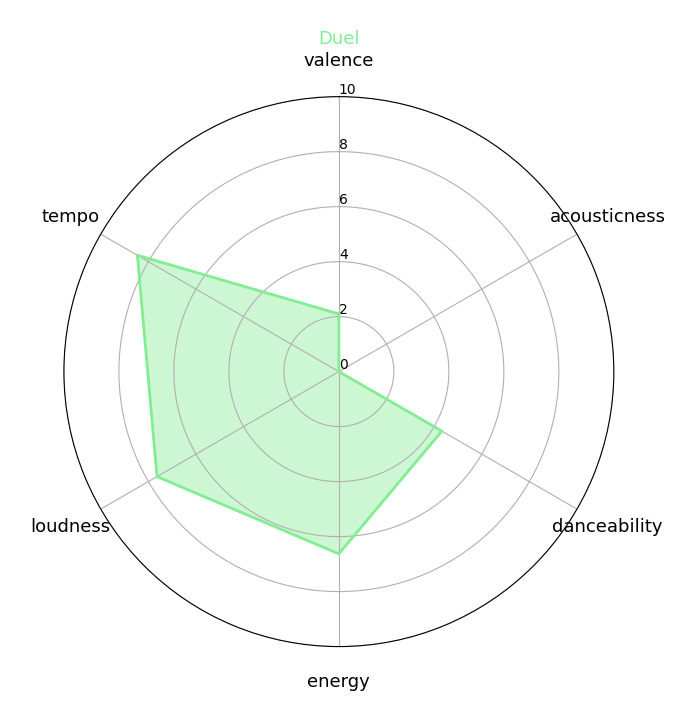 Duel
valence
10
8
6
4
2
0
tempo
acousticness
loudness
danceability
energy